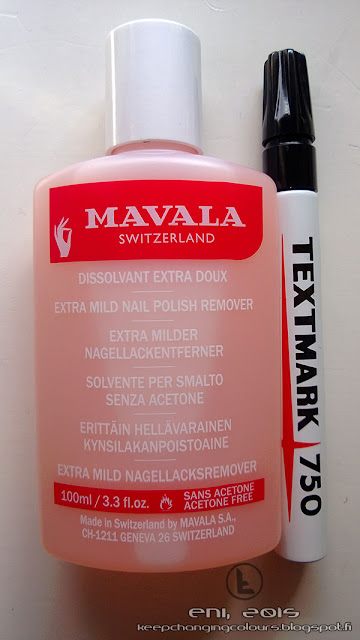 MAVALA
SWITZERLAND
DISSOLVANT EXTRA DOUX
EXTRA MILD NAIL POLISH REMOVER
EXTRA MILDER
NAGELLACKENTFERNER
SOLVENTE PER SMALTO
SENZA ACETONE
ERITTÄIN HELLÄVARAINEN
KYNSILAKANPOISTOAINE
EXTRA MILD NAGELLACKSREMOVER
100ml / 3.3 fl.oz.
SANS ACETONE
ACETONE FREE
Made in Switzerland by MAVALA S.A.,
CH-1211 GENEVA 26 SWITZERLAND
TEXTMARK 750
ENI, 2015
keepchangingcolours.blogspot.fi